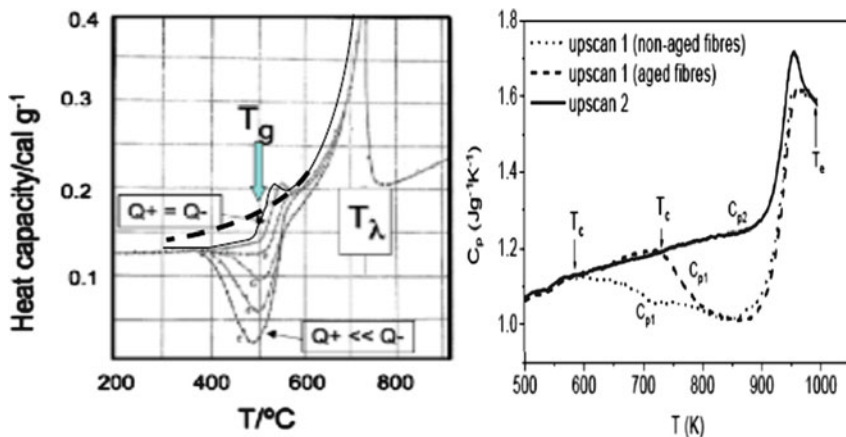 0.4
0.3
0.2
0.1
Heat capacity/cal g⁻¹
Tg
Q+ = Q-
Tλ
Q+ << Q-
200 400 600 800
T/ºC
1.8
1.6
1.4
1.2
1.0
Cₚ (Jg⁻¹K⁻¹)
upscan 1 (non-aged fibres)
upscan 1 (aged fibres)
upscan 2
Tc
Tc
Cp2
Te
Cp1
Cp1
500 600 700 800 900 1000
T (K)